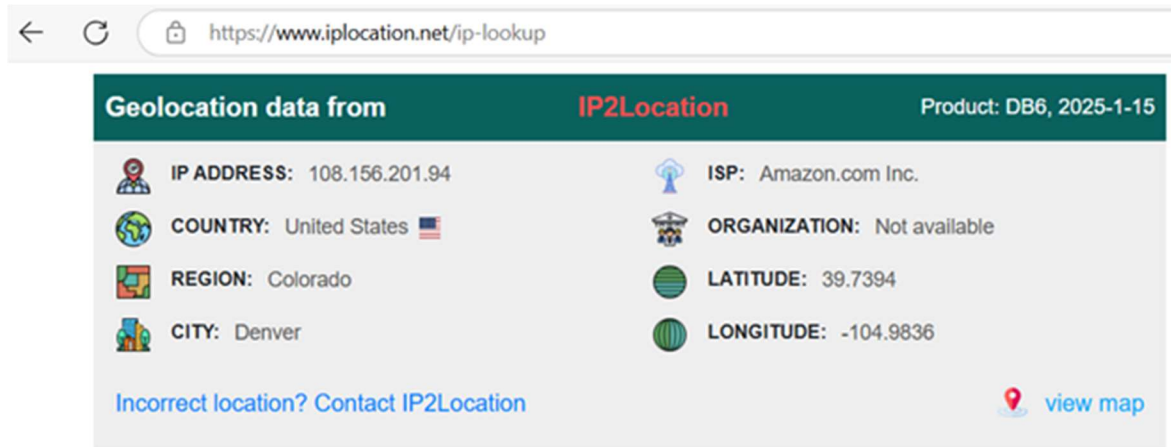 https://www.iplocation.net/ip-lookup
Geolocation data from IP2Location Product: DB6, 2025-1-15
IP ADDRESS: 108.156.201.94 ISP: Amazon.com Inc.
COUNTRY: United States ORGANIZATION: Not available
REGION: Colorado LATITUDE: 39.7394
CITY: Denver LONGITUDE: -104.9836
Incorrect location? Contact IP2Location view map